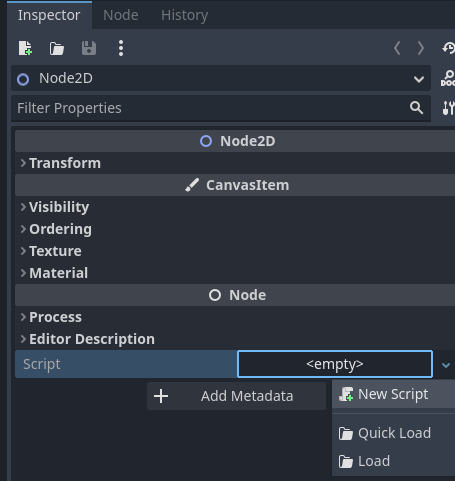 Inspector Node History
Node2D
DOC
Filter Properties
Node2D
Transform
CanvasItem
Visibility
Ordering
Texture
Material
Node
Process
Editor Description
Script <empty>
Add Metadata
New Script
Quick Load
Load